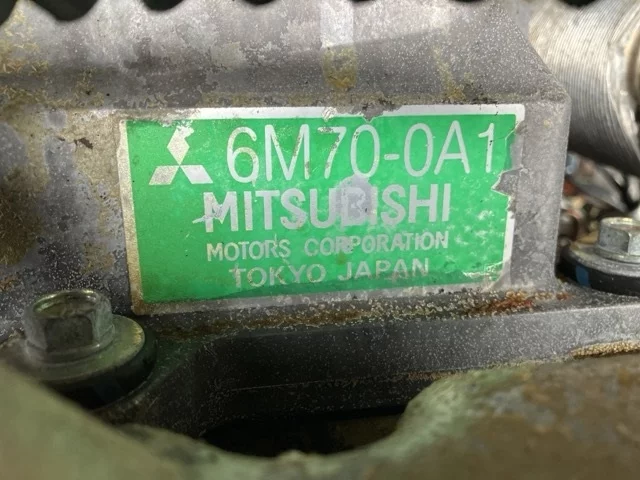 6M70-0A1
MITSUBISHI
MOTORS CORPORATION
TOKYO JAPAN